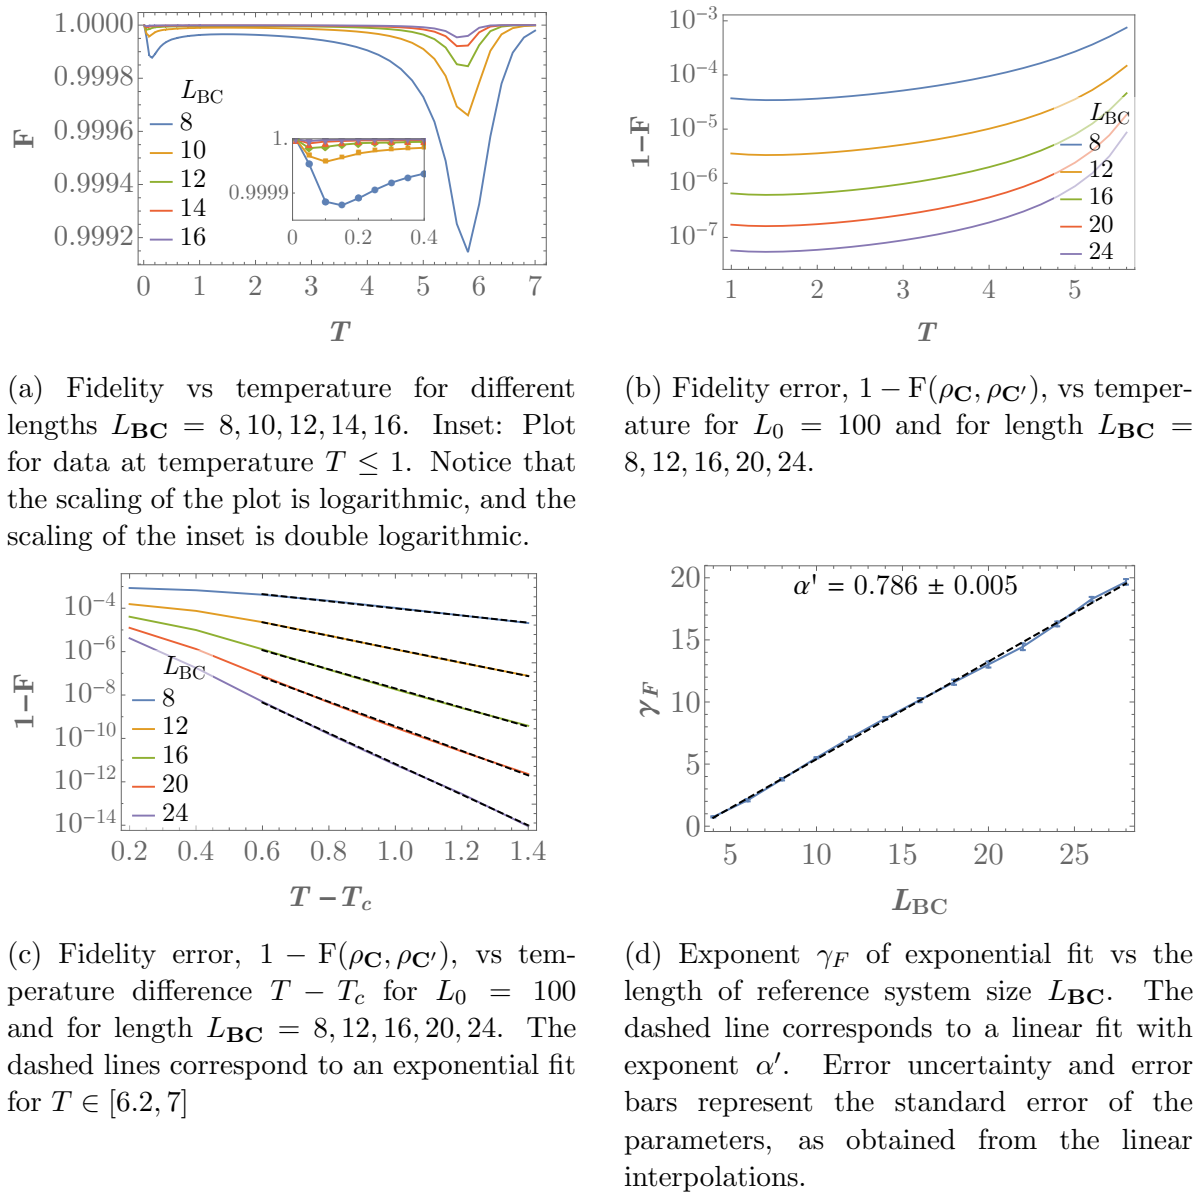 1.0000
0.9998
0.9996
0.9994
0.9992
F
L_BC
8
10
12
14
16
1
0.9999
0 0.2 0.4
0 1 2 3 4 5 6 7
T
10^-3
10^-4
10^-5
10^-6
10^-7
1−F
L_BC
8
12
16
20
24
1 2 3 4 5
T
(a) Fidelity vs temperature for different
lengths L_BC = 8, 10, 12, 14, 16. Inset: Plot
for data at temperature T ≤ 1. Notice that
the scaling of the plot is logarithmic, and the
scaling of the inset is double logarithmic.
(b) Fidelity error, 1 − F(ρ_C, ρ_C′), vs temper-
ature for L_0 = 100 and for length L_BC =
8, 12, 16, 20, 24.
10^-4
10^-6
10^-8
10^-10
10^-12
10^-14
1−F
L_BC
8
12
16
20
24
0.2 0.4 0.6 0.8 1.0 1.2 1.4
T − T_c
α' = 0.786 ± 0.005
20
15
10
5
0
γ_F
5 10 15 20 25
L_BC
(c) Fidelity error, 1 − F(ρ_C, ρ_C′), vs tem-
perature difference T − T_c for L_0 = 100
and for length L_BC = 8, 12, 16, 20, 24. The
dashed lines correspond to an exponential fit
for T ∈ [6.2, 7]
(d) Exponent γ_F of exponential fit vs the
length of reference system size L_BC. The
dashed line corresponds to a linear fit with
exponent α′. Error uncertainty and error
bars represent the standard error of the
parameters, as obtained from the linear
interpolations.